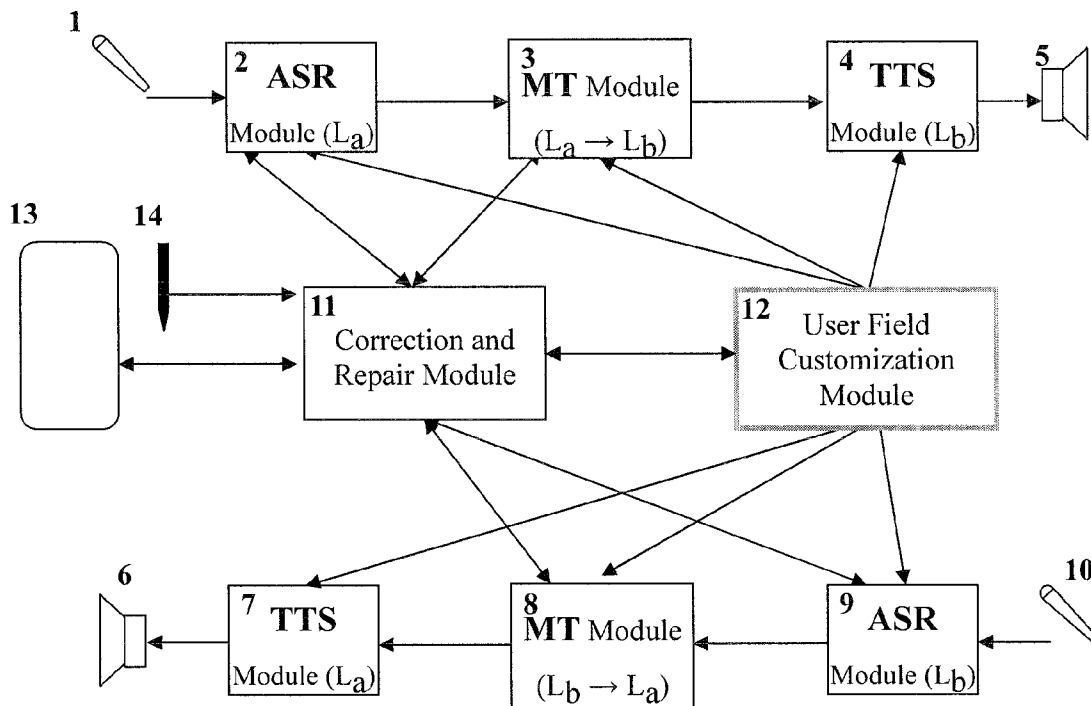 1
2
ASR
Module (La)
3
MT Module
(La → Lb)
4
TTS
Module (Lb)
5
13
14
11
Correction and
Repair Module
12
User Field
Customization
Module
6
7
TTS
Module (La)
8
MT Module
(Lb → La)
9
ASR
Module (Lb)
10